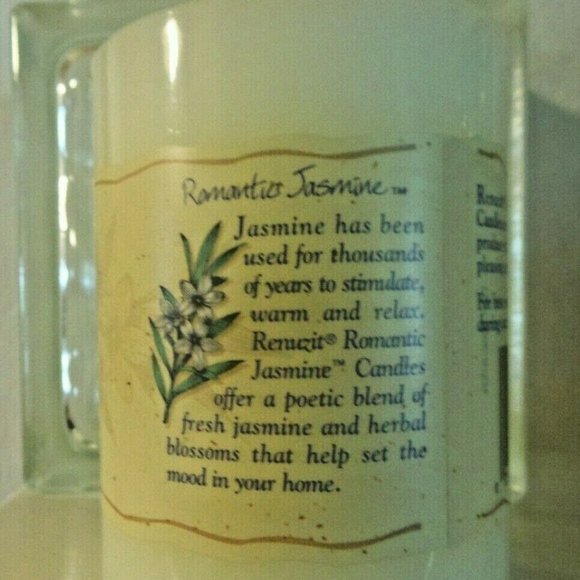 Romantic Jasmine™
Jasmine has been
used for thousands
of years to stimulate,
warm and relax.
Renuzit® Romantic
Jasmine™ Candles
offer a poetic blend of
fresh jasmine and herbal
blossoms that help set the
mood in your home.